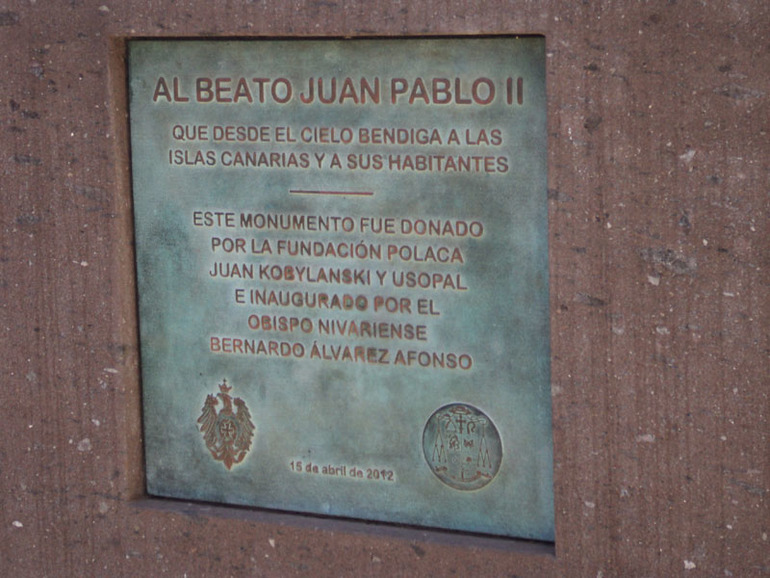 AL BEATO JUAN PABLO II
QUE DESDE EL CIELO BENDIGA A LAS
ISLAS CANARIAS Y A SUS HABITANTES
ESTE MONUMENTO FUE DONADO
POR LA FUNDACIÓN POLACA
JUAN KOBYLANSKI Y USOPAL
E INAUGURADO POR EL
OBISPO NIVARIENSE
BERNARDO ÁLVAREZ AFONSO
15 de abril de 2012